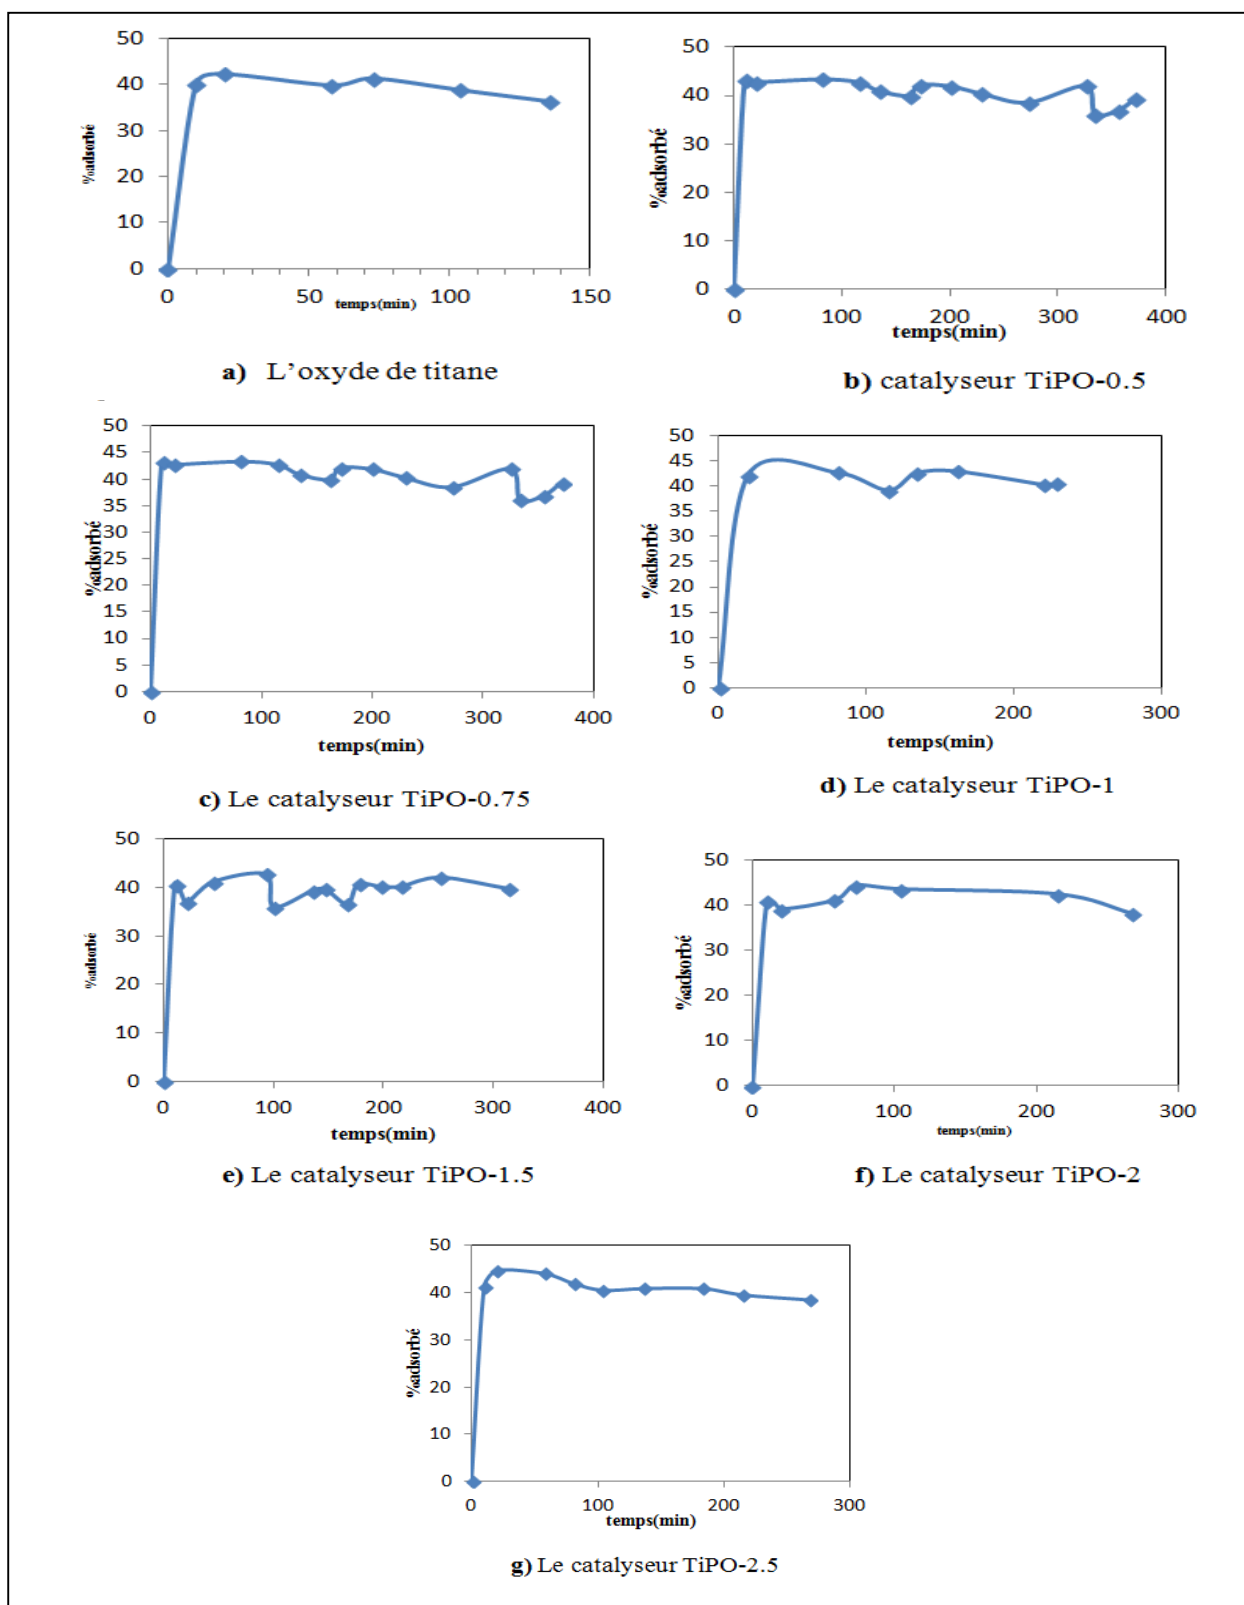 50
40
30
20
10
0
%adsorbé
0 50 100 150
temps(min)
a) L'oxyde de titane
50
40
30
20
10
0
%adsorbé
0 100 200 300 400
temps(min)
b) catalyseur TiPO-0.5
50
45
40
35
30
25
20
15
10
5
0
%adsorbé
0 100 200 300 400
temps(min)
c) Le catalyseur TiPO-0.75
50
45
40
35
30
25
20
15
10
5
0
%adsorbé
0 100 200 300
temps(min)
d) Le catalyseur TiPO-1
50
40
30
20
10
0
%adsorbé
0 100 200 300 400
temps(min)
e) Le catalyseur TiPO-1.5
50
40
30
20
10
0
%adsorbé
0 100 200 300
temps(min)
f) Le catalyseur TiPO-2
50
40
30
20
10
0
%adsorbé
0 100 200 300
temps(min)
g) Le catalyseur TiPO-2.5